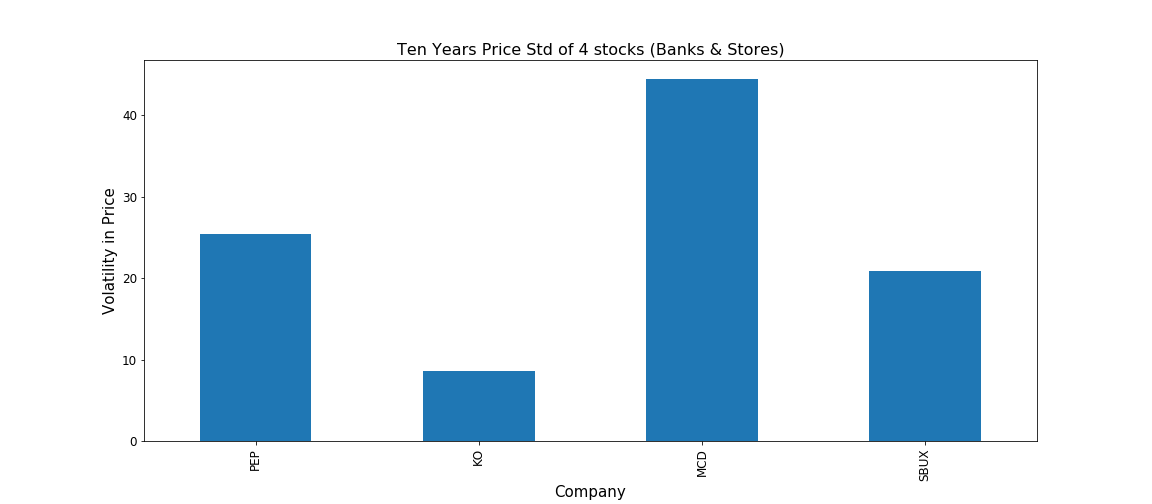 Ten Years Price Std of 4 stocks (Banks & Stores)
Volatility in Price
40
30
20
10
0
PEP
KO
MCD
SBUX
Company